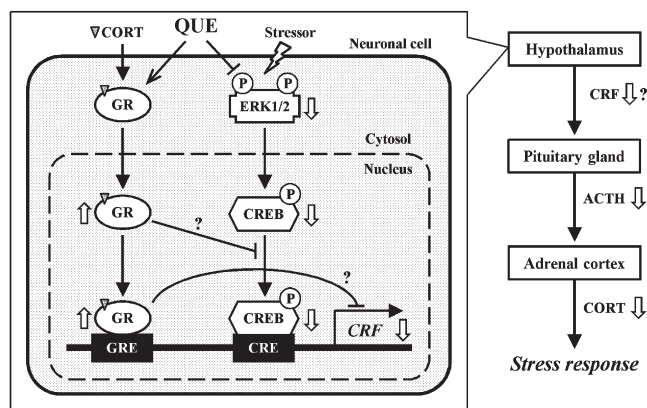 CORT
QUE
Stressor
Neuronal cell
P
P
GR
ERK1/2
Cytosol
Nucleus
P
GR
CREB
?
?
P
GR
CREB
CRF
GRE
CRE
Hypothalamus
CRF ?
Pituitary gland
ACTH
Adrenal cortex
CORT
Stress response